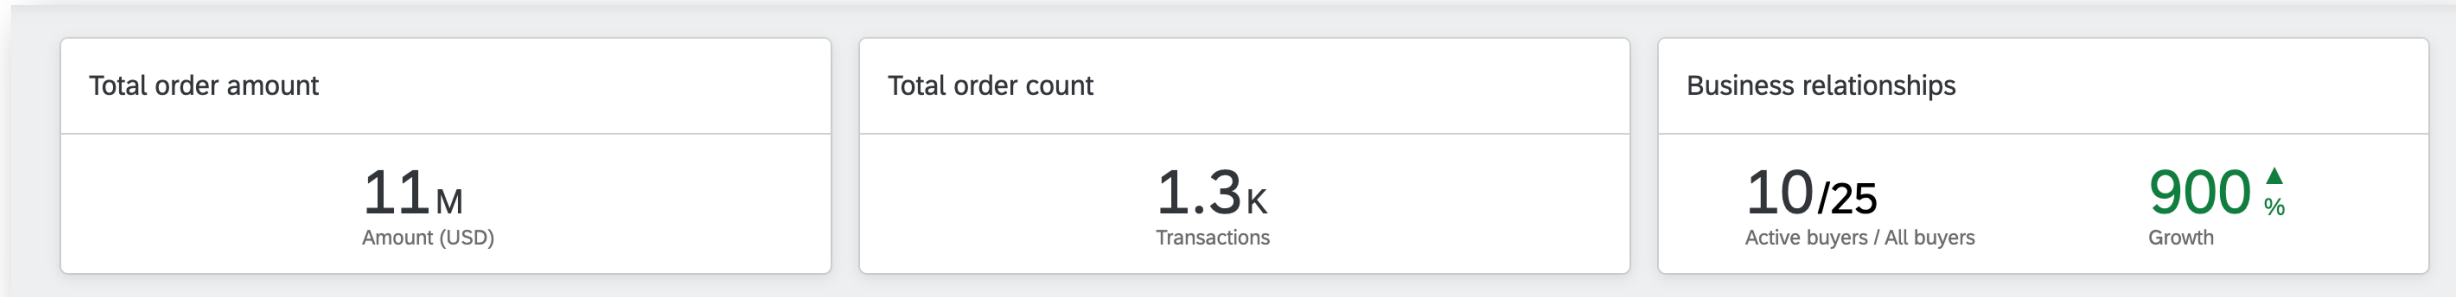 Total order amount
11M
Amount (USD)
Total order count
1.3K
Transactions
Business relationships
10/25
Active buyers / All buyers
900 ▲ %
Growth